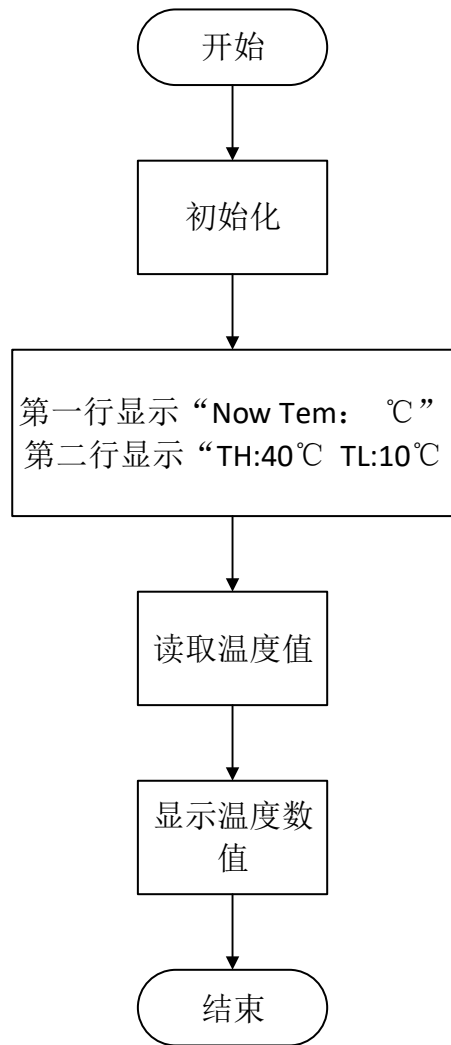 开始
初始化
第一行显示“Now Tem： ℃”
第二行显示“TH:40℃ TL:10℃
读取温度值
显示温度数
值
结束